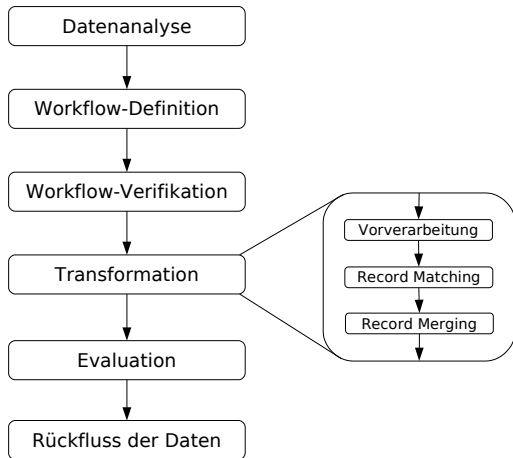 Datenanalyse
Workflow-Definition
Workflow-Verifikation
Transformation
Evaluation
Rückfluss der Daten
Vorverarbeitung
Record Matching
Record Merging